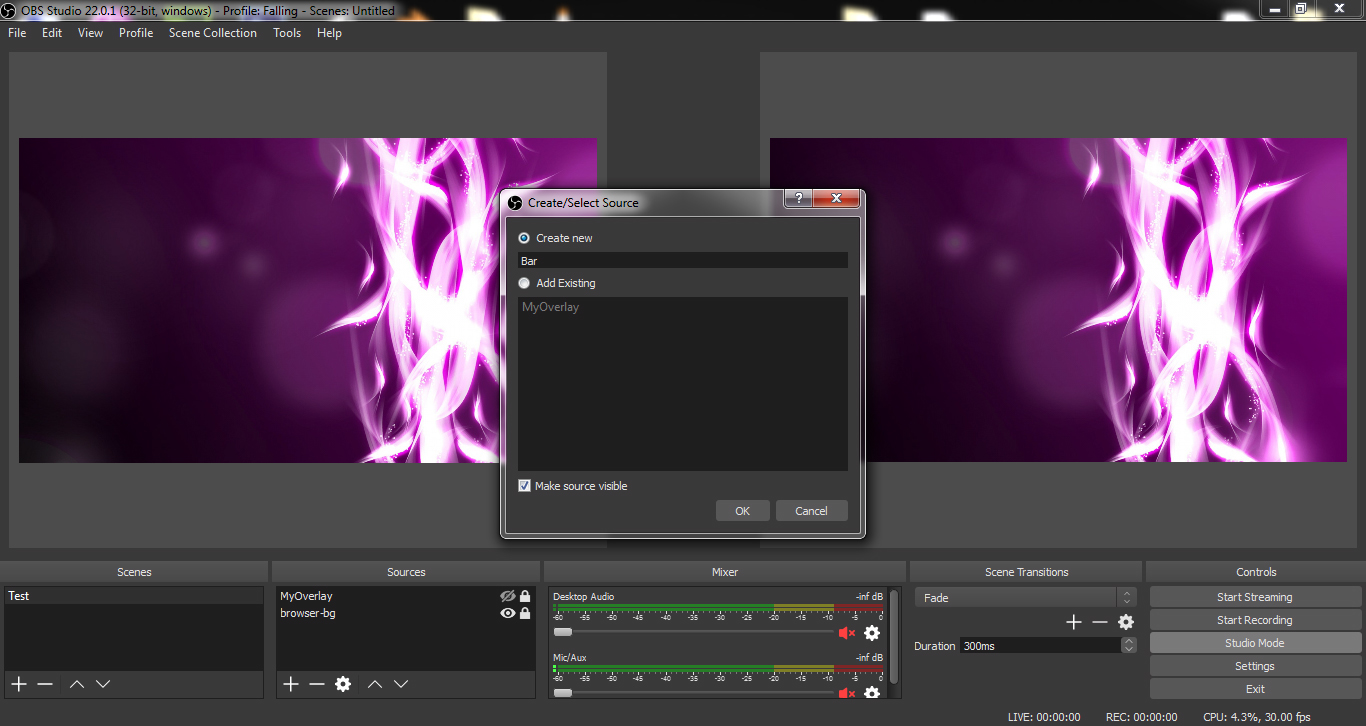 OBS Studio 22.0.1 (32-bit, windows) - Profile: Falling - Scenes: Untitled
File Edit View Profile Scene Collection Tools Help
Create/Select Source
?
Create new
Bar
Add Existing
MyOverlay
Make source visible
OK Cancel
Scenes
Test
Sources
MyOverlay
browser-bg
Mixer
Desktop Audio -inf dB
-60 -55 -50 -45 -40 -35 -30 -25 -20 -15 -10 -5 0
Mic/Aux -inf dB
-60 -55 -50 -45 -40 -35 -30 -25 -20 -15 -10 -5 0
Scene Transitions
Fade
Duration 300ms
Controls
Start Streaming
Start Recording
Studio Mode
Settings
Exit
LIVE: 00:00:00 REC: 00:00:00 CPU: 4.3%, 30.00 fps